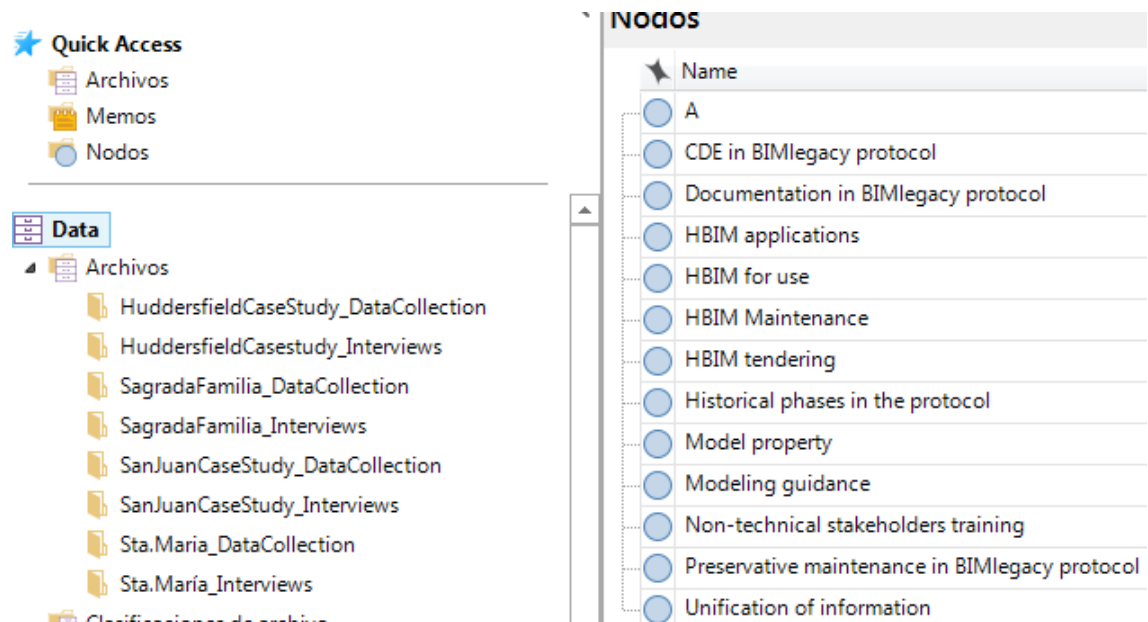 Quick Access
Archivos
Memos
Nodos
Data
Archivos
HuddersfieldCaseStudy_DataCollection
HuddersfieldCasestudy_Interviews
SagradaFamilia_DataCollection
SagradaFamilia_Interviews
SanJuanCaseStudy_DataCollection
SanJuanCaseStudy_Interviews
Sta.Maria_DataCollection
Sta.María_Interviews
Clasificaciones de archivo
Nodos
Name
A
CDE in BIMlegacy protocol
Documentation in BIMlegacy protocol
HBIM applications
HBIM for use
HBIM Maintenance
HBIM tendering
Historical phases in the protocol
Model property
Modeling guidance
Non-technical stakeholders training
Preservative maintenance in BIMlegacy protocol
Unification of information